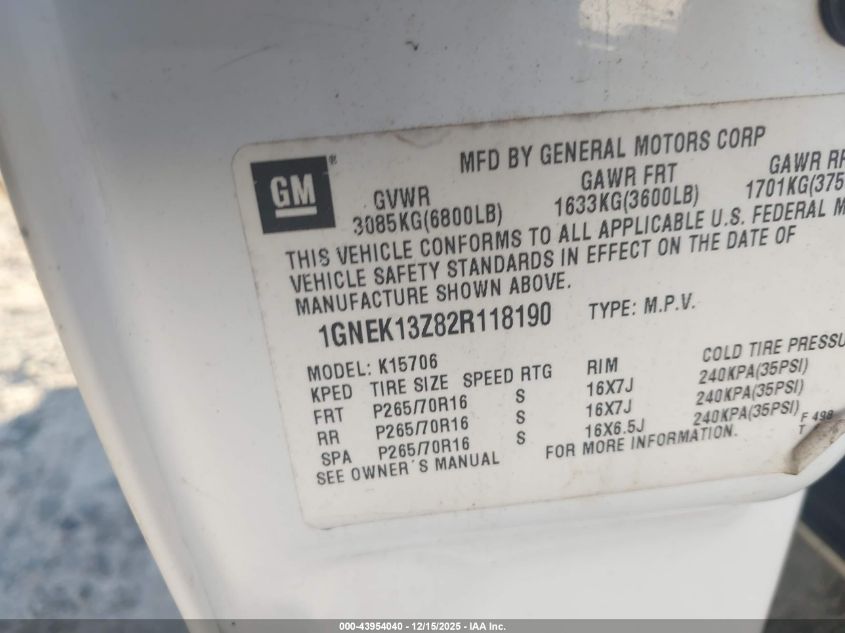 MFD BY GENERAL MOTORS CORP
GM®
GVWR GAWR FRT GAWR
3085KG(6800LB) 1633KG(3600LB) 1701KG(375
THIS VEHICLE CONFORMS TO ALL APPLICABLE U.S. FEDERAL M
VEHICLE SAFETY STANDARDS IN EFFECT ON THE DATE OF
MANUFACTURE SHOWN ABOVE.
1GNEK13Z82R118190 TYPE: M.P.V.
MODEL: K15706
KPED TIRE SIZE SPEED RTG RIM COLD TIRE PRESSU
FRT P265/70R16 S 16X7J 240KPA(35PSI)
RR P265/70R16 S 16X7J 240KPA(35PSI)
SPA P265/70R16 S 16X6.5J 240KPA(35PSI)
SEE OWNER'S MANUAL FOR MORE INFORMATION.
F 498
T
000-43954040 - 12/15/2025 - IAA Inc.